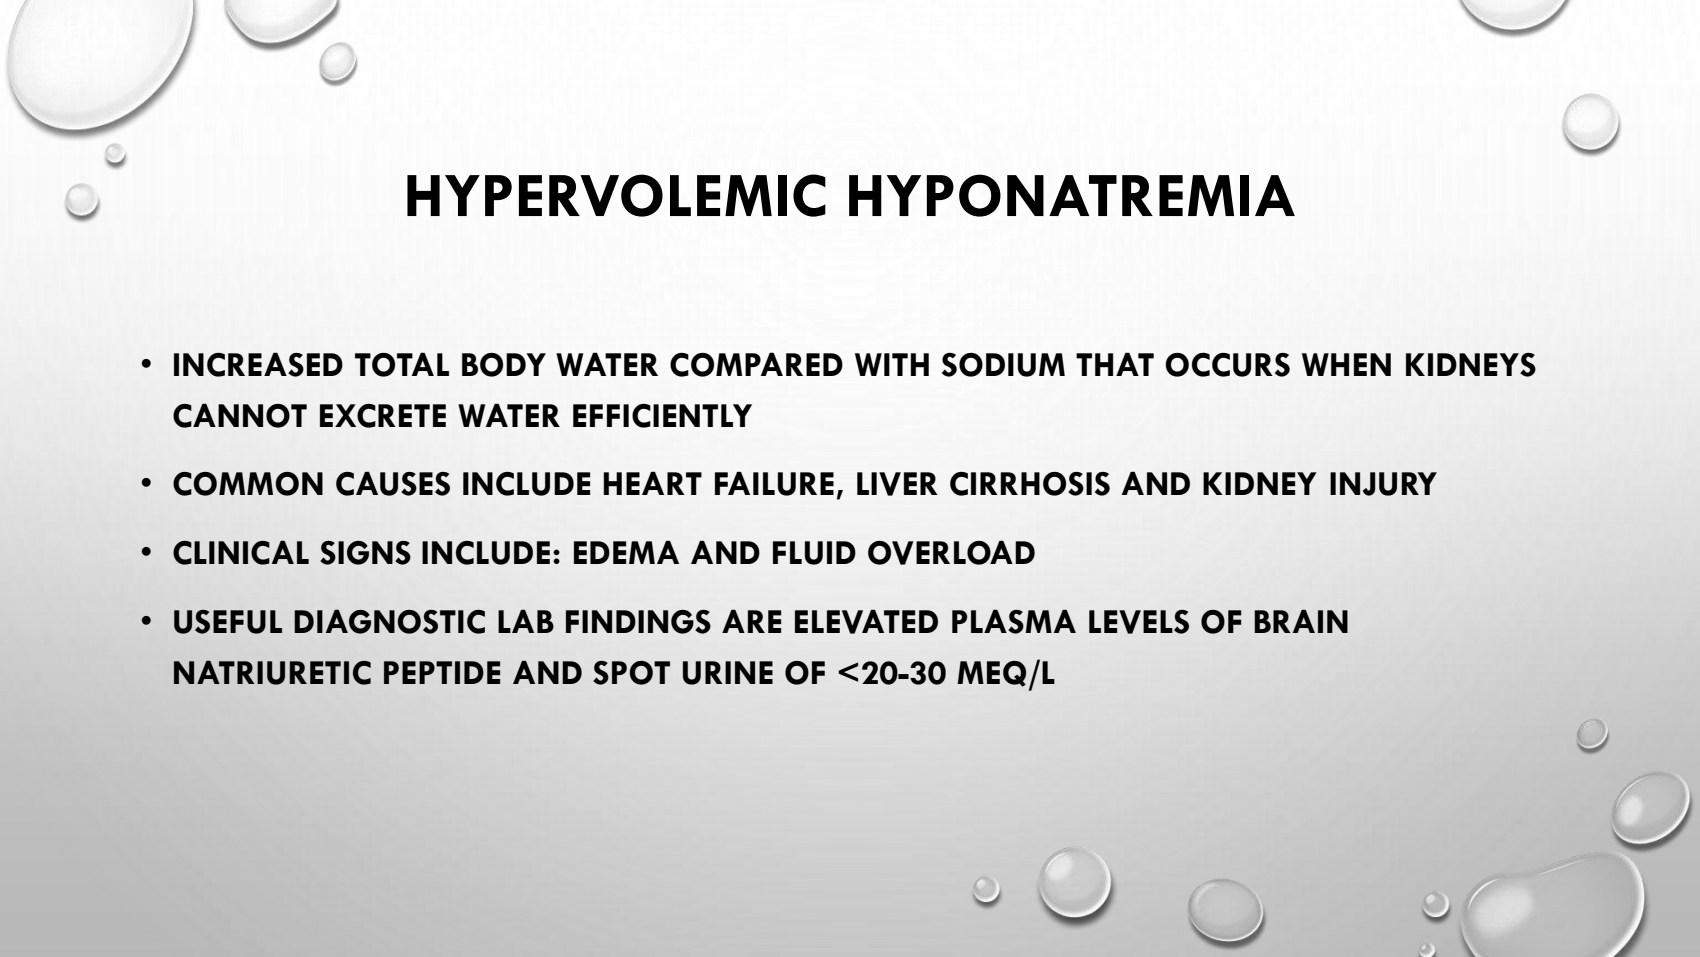 HYPERVOLEMIC HYPONATREMIA
• INCREASED TOTAL BODY WATER COMPARED WITH SODIUM THAT OCCURS WHEN KIDNEYS
CANNOT EXCRETE WATER EFFICIENTLY
• COMMON CAUSES INCLUDE HEART FAILURE, LIVER CIRRHOSIS AND KIDNEY INJURY
• CLINICAL SIGNS INCLUDE: EDEMA AND FLUID OVERLOAD
• USEFUL DIAGNOSTIC LAB FINDINGS ARE ELEVATED PLASMA LEVELS OF BRAIN
NATRIURETIC PEPTIDE AND SPOT URINE OF <20-30 MEQ/L